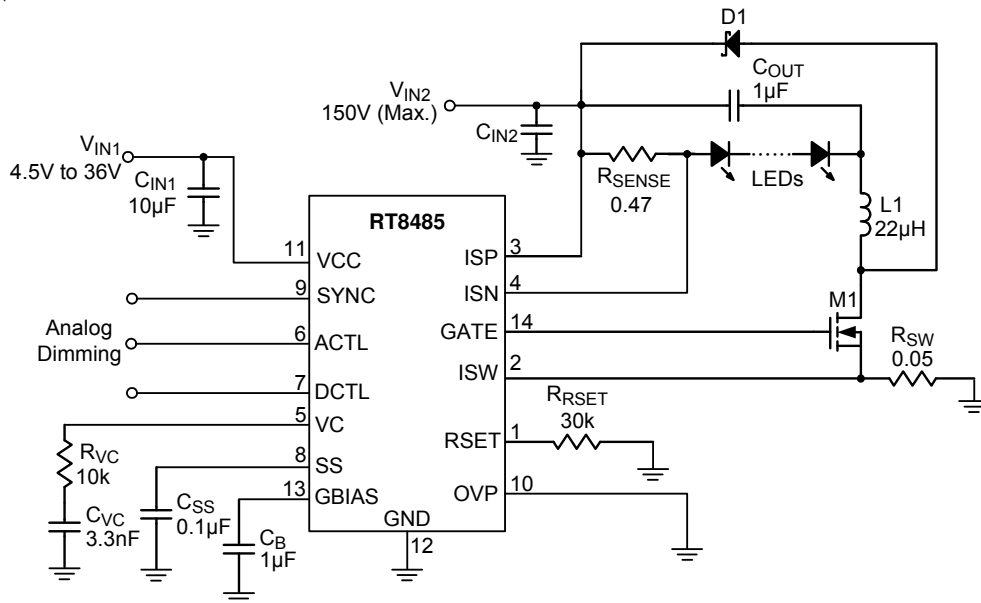 D1
COUT
1µF
VIN2
150V (Max.)
CIN2
VIN1
4.5V to 36V
CIN1
10µF
RSENSE
0.47
LEDs
L1
22µH
RT8485
11
VCC
ISP
3
9
SYNC
ISN
4
Analog
Dimming
6
ACTL
GATE
14
M1
7
DCTL
ISW
2
RSW
0.05
5
VC
RRSET
30k
RVC
10k
8
SS
RSET
1
13
GBIAS
OVP
10
CVC
3.3nF
CSS
0.1µF
CB
1µF
GND
12